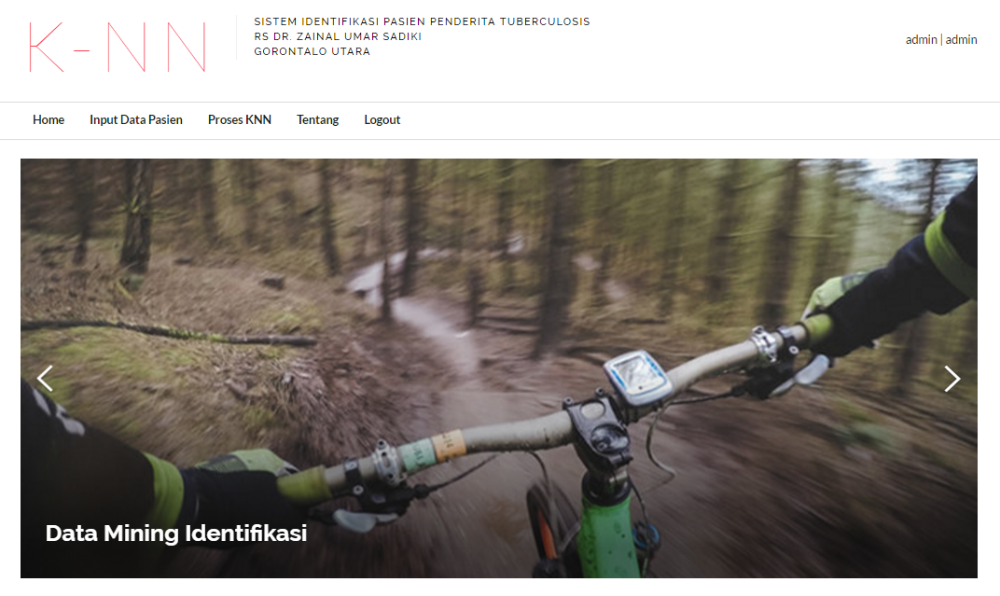 K-NN
SISTEM IDENTIFIKASI PASIEN PENDERITA TUBERCULOSIS
RS DR. ZAINAL UMAR SADIKI
GORONTALO UTARA
admin | admin
Home Input Data Pasien Proses KNN Tentang Logout
Data Mining Identifikasi